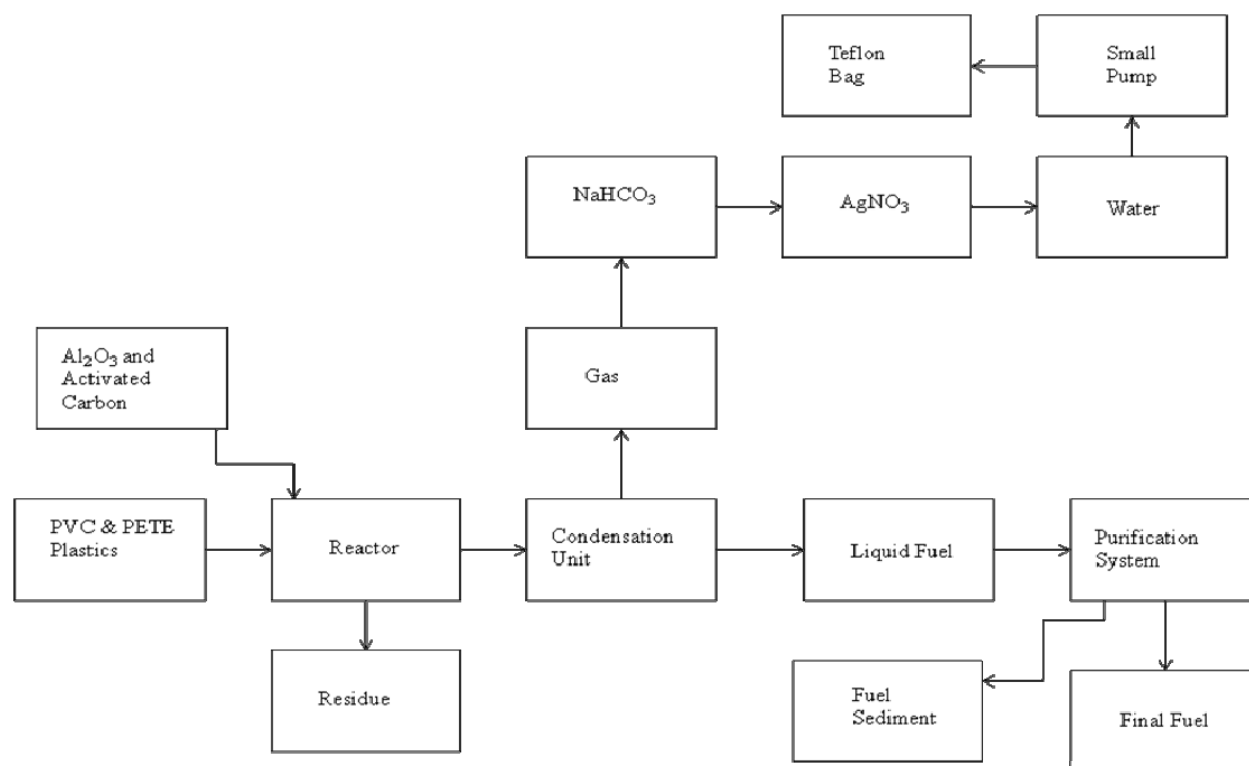 Teflon
Bag
Small
Pump
NaHCO₃
AgNO₃
Water
Al₂O₃ and
Activated
Carbon
Gas
PVC & PETE
Plastics
Reactor
Condensation
Unit
Liquid Fuel
Purification
System
Residue
Fuel
Sediment
Final Fuel